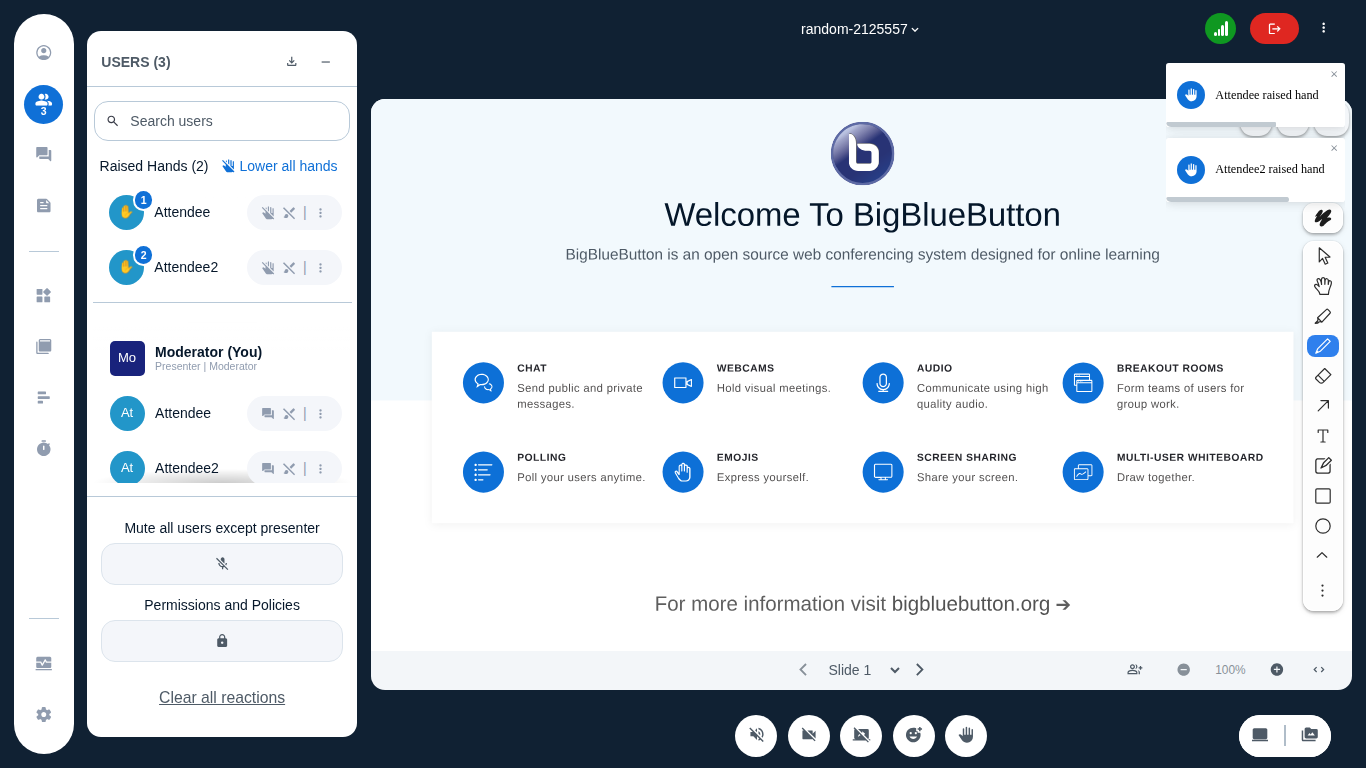 random-2125557
USERS (3)
3
Search users
Raised Hands (2)
Lower all hands
1
Attendee
2
Attendee2
Mo
Moderator (You)
Presenter | Moderator
At
Attendee
At
Attendee2
Mute all users except presenter
Permissions and Policies
Clear all reactions
Attendee raised hand
Attendee2 raised hand
Welcome To BigBlueButton
BigBlueButton is an open source web conferencing system designed for online learning
CHAT
Send public and private
messages.
WEBCAMS
Hold visual meetings.
AUDIO
Communicate using high
quality audio.
BREAKOUT ROOMS
Form teams of users for
group work.
POLLING
Poll your users anytime.
EMOJIS
Express yourself.
SCREEN SHARING
Share your screen.
MULTI-USER WHITEBOARD
Draw together.
For more information visit bigbluebutton.org ➔
Slide 1
100%